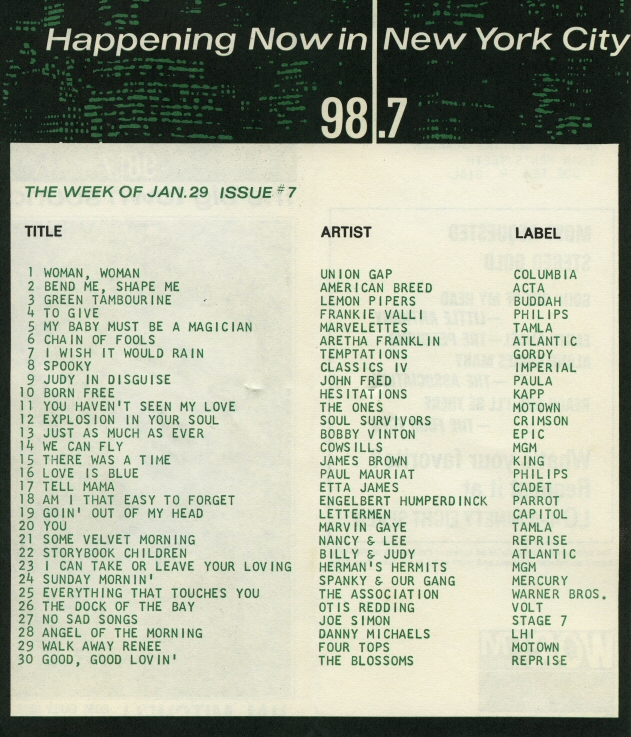 Happening Now in New York City
98.7
THE WEEK OF JAN.29 ISSUE #7
TITLE ARTIST LABEL
1 WOMAN, WOMAN UNION GAP COLUMBIA
2 BEND ME, SHAPE ME AMERICAN BREED ACTA
3 GREEN TAMBOURINE LEMON PIPERS BUDDAH
4 TO GIVE FRANKIE VALLI PHILIPS
5 MY BABY MUST BE A MAGICIAN MARVELETTES TAMLA
6 CHAIN OF FOOLS ARETHA FRANKLIN ATLANTIC
7 I WISH IT WOULD RAIN TEMPTATIONS GORDY
8 SPOOKY CLASSICS IV IMPERIAL
9 JUDY IN DISGUISE JOHN FRED PAULA
10 BORN FREE HESITATIONS KAPP
11 YOU HAVEN'T SEEN MY LOVE THE ONES MOTOWN
12 EXPLOSION IN YOUR SOUL SOUL SURVIVORS CRIMSON
13 JUST AS MUCH AS EVER BOBBY VINTON EPIC
14 WE CAN FLY COWSILLS MGM
15 THERE WAS A TIME JAMES BROWN KING
16 LOVE IS BLUE PAUL MAURIAT PHILIPS
17 TELL MAMA ETTA JAMES CADET
18 AM I THAT EASY TO FORGET ENGELBERT HUMPERDINCK PARROT
19 GOIN' OUT OF MY HEAD LETTERMEN CAPITOL
20 YOU MARVIN GAYE TAMLA
21 SOME VELVET MORNING NANCY & LEE REPRISE
22 STORYBOOK CHILDREN BILLY & JUDY ATLANTIC
23 I CAN TAKE OR LEAVE YOUR LOVING HERMAN'S HERMITS MGM
24 SUNDAY MORNIN' SPANKY & OUR GANG MERCURY
25 EVERYTHING THAT TOUCHES YOU THE ASSOCIATION WARNER BROS.
26 THE DOCK OF THE BAY OTIS REDDING VOLT
27 NO SAD SONGS JOE SIMON STAGE 7
28 ANGEL OF THE MORNING DANNY MICHAELS LHI
29 WALK AWAY RENEE FOUR TOPS MOTOWN
30 GOOD, GOOD LOVIN' THE BLOSSOMS REPRISE